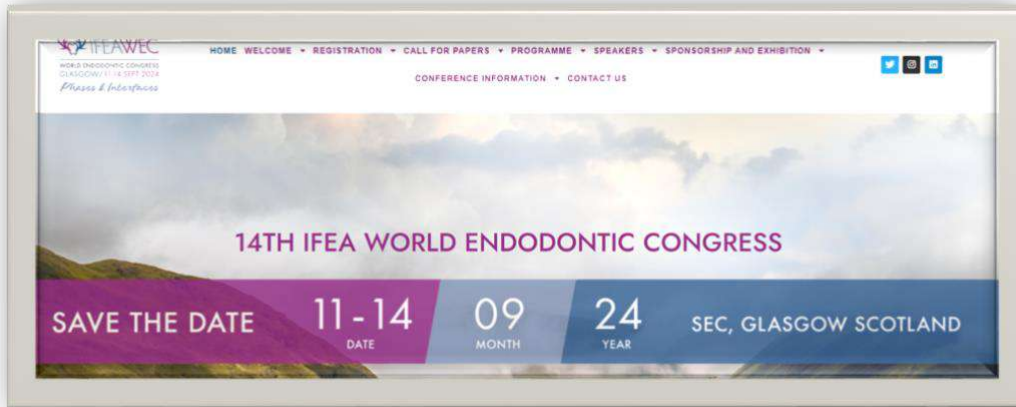 IFEAWEC
WORLD ENDODONTIC CONGRESS
GLASGOW/ 11-14 SEPT 2024
Phases & Interfaces
HOME WELCOME REGISTRATION CALL FOR PAPERS PROGRAMME SPEAKERS SPONSORSHIP AND EXHIBITION
CONFERENCE INFORMATION CONTACT US
14TH IFEA WORLD ENDODONTIC CONGRESS
SAVE THE DATE
11-14
DATE
09
MONTH
24
YEAR
SEC, GLASGOW SCOTLAND